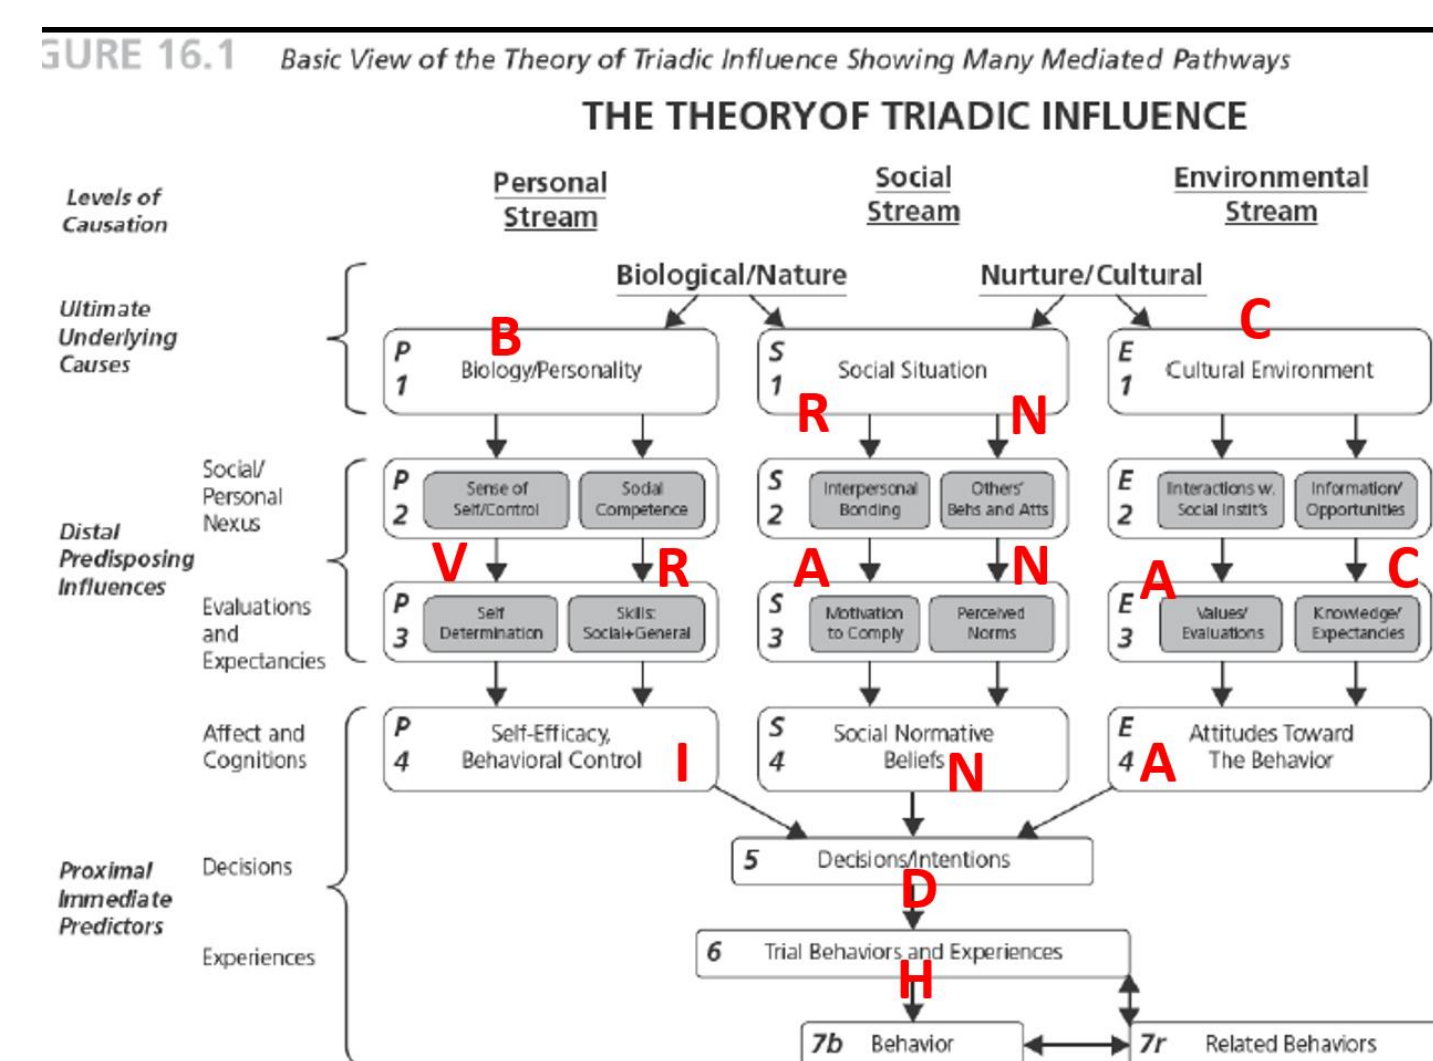 GURE 16.1 Basic View of the Theory of Triadic Influence Showing Many Mediated Pathways
THE THEORYOF TRIADIC INFLUENCE
Levels of
Causation
Personal
Stream
Social
Stream
Environmental
Stream
Biological/Nature
Nurture/Cultural
Ultimate
Underlying
Causes
P
1
B
Biology/Personality
S
1
Social Situation
E
1
C
Cultural Environment
R
N
Distal
Predisposing
Influences
Social/
Personal
Nexus
P
2
Sense of
Self/Control
Social
Competence
S
2
Interpersonal
Bonding
Others'
Behs and Atts
E
2
Interactions w.
Social Instit's
Information/
Opportunities
V
R
A
N
A
C
Evaluations
and
Expectancies
P
3
Self
Determination
Skills:
Social+General
S
3
Motivation
to Comply
Perceived
Norms
E
3
Values/
Evaluations
Knowledge/
Expectancies
Affect and
Cognitions
P
4
Self-Efficacy,
Behavioral Control
I
S
4
Social Normative
Beliefs
N
E
4
A
Attitudes Toward
The Behavior
Proximal
Immediate
Predictors
Decisions
5 Decisions/Intentions
D
Experiences
6 Trial Behaviors and Experiences
H
7b Behavior
7r Related Behaviors